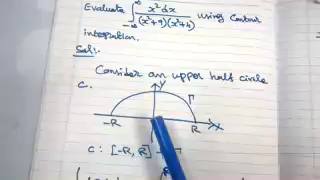 Evaluate ∫_{-∞}^{∞} x² dx / (x²+9)(x²+4) using Contour
integration.
Sol:-
Consider an upper half circle
C.
Y
Γ
-R
R
X
C: [-R, R]